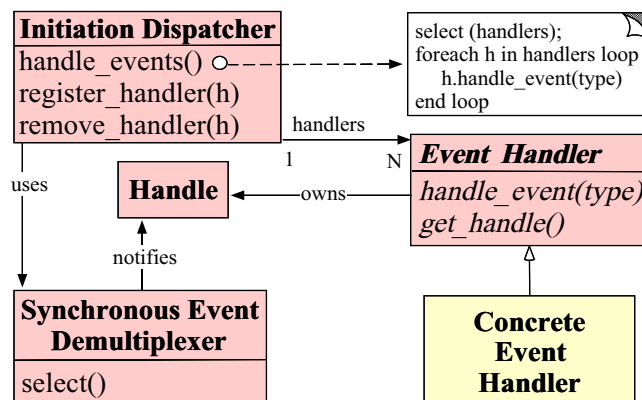 Initiation Dispatcher
handle_events()
register_handler(h)
remove_handler(h)
select (handlers);
foreach h in handlers loop
h.handle_event(type)
end loop
handlers
1
N
uses
Handle
owns
Event Handler
handle_event(type)
get_handle()
notifies
Synchronous Event
Demultiplexer
select()
Concrete
Event
Handler